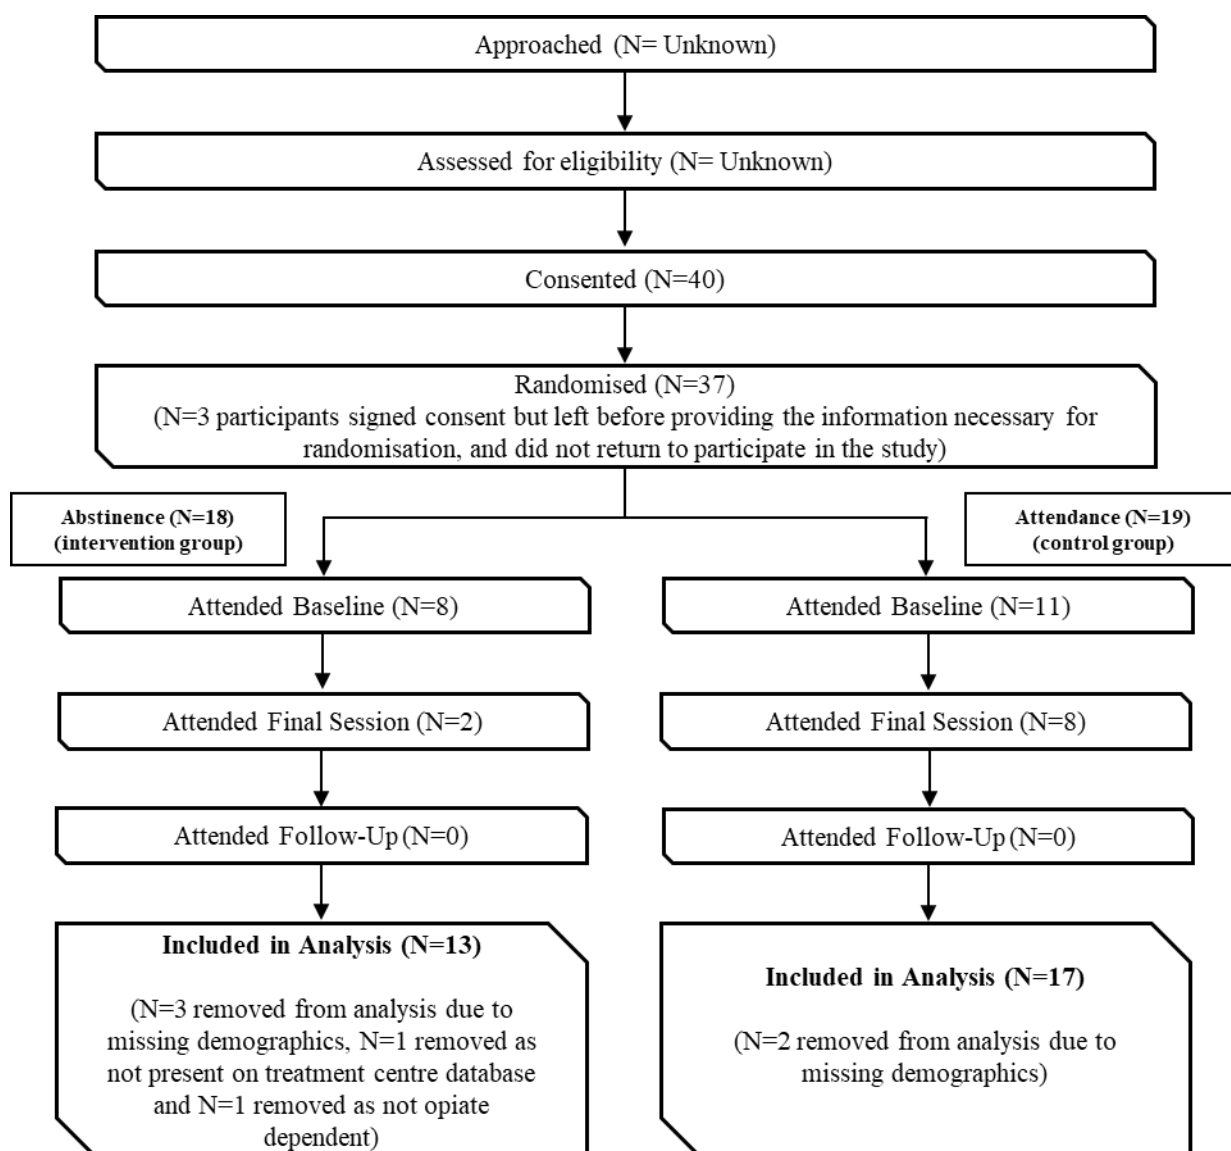 Approached (N= Unknown)
Assessed for eligibility (N= Unknown)
Consented (N=40)
Randomised (N=37)
(N=3 participants signed consent but left before providing the information necessary for
randomisation, and did not return to participate in the study)
Abstinence (N=18)
(intervention group)
Attendance (N=19)
(control group)
Attended Baseline (N=8)
Attended Baseline (N=11)
Attended Final Session (N=2)
Attended Final Session (N=8)
Attended Follow-Up (N=0)
Attended Follow-Up (N=0)
Included in Analysis (N=13)
(N=3 removed from analysis due to
missing demographics, N=1 removed as
not present on treatment centre database
and N=1 removed as not opiate
dependent)
Included in Analysis (N=17)
(N=2 removed from analysis due to
missing demographics)